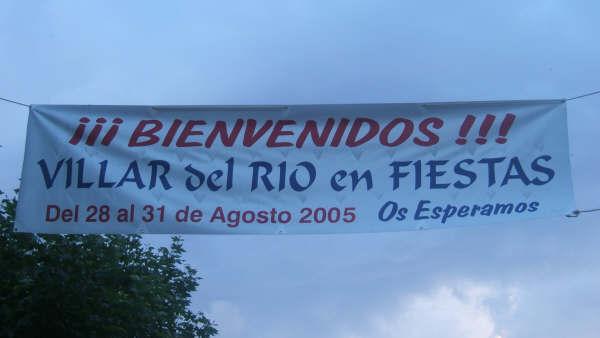 ¡¡¡ BIENVENIDOS !!!
VILLAR del RIO en FIESTAS
Del 28 al 31 de Agosto 2005 Os Esperamos